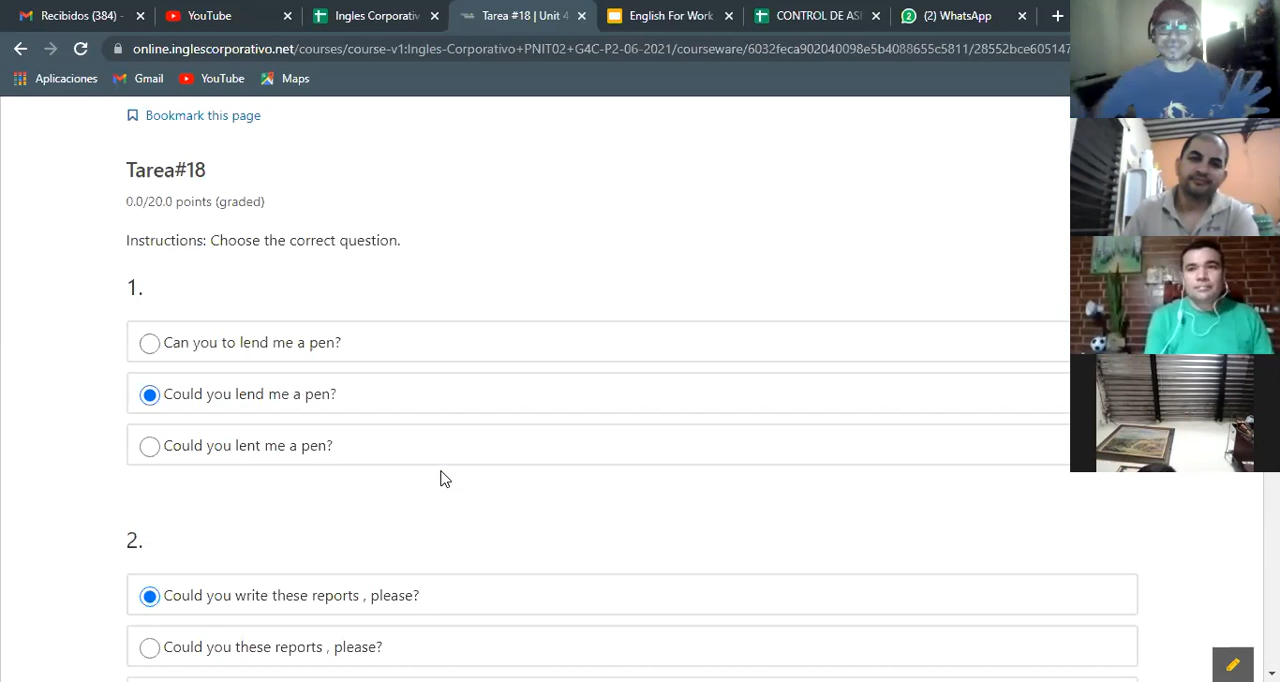 Recibidos (384) -
YouTube
Ingles Corporativ
Tarea #18 | Unit 4
English For Work
CONTROL DE ASI
(2) WhatsApp
online.inglescorporativo.net/courses/course-v1:Ingles-Corporativo+PNIT02+G4C-P2-06-2021/courseware/6032feca902040098e5b4088655c5811/28552bce605147
Aplicaciones
Gmail
YouTube
Maps
Bookmark this page
Tarea#18
0.0/20.0 points (graded)
Instructions: Choose the correct question.
1.
Can you to lend me a pen?
Could you lend me a pen?
Could you lent me a pen?
2.
Could you write these reports , please?
Could you these reports , please?